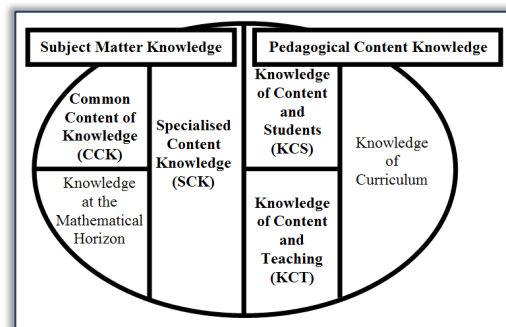 Subject Matter Knowledge
Pedagogical Content Knowledge
Common
Content of
Knowledge
(CCK)
Knowledge
at the
Mathematical
Horizon
Specialised
Content
Knowledge
(SCK)
Knowledge
of Content
and
Students
(KCS)
Knowledge
of Content
and
Teaching
(KCT)
Knowledge
of
Curriculum